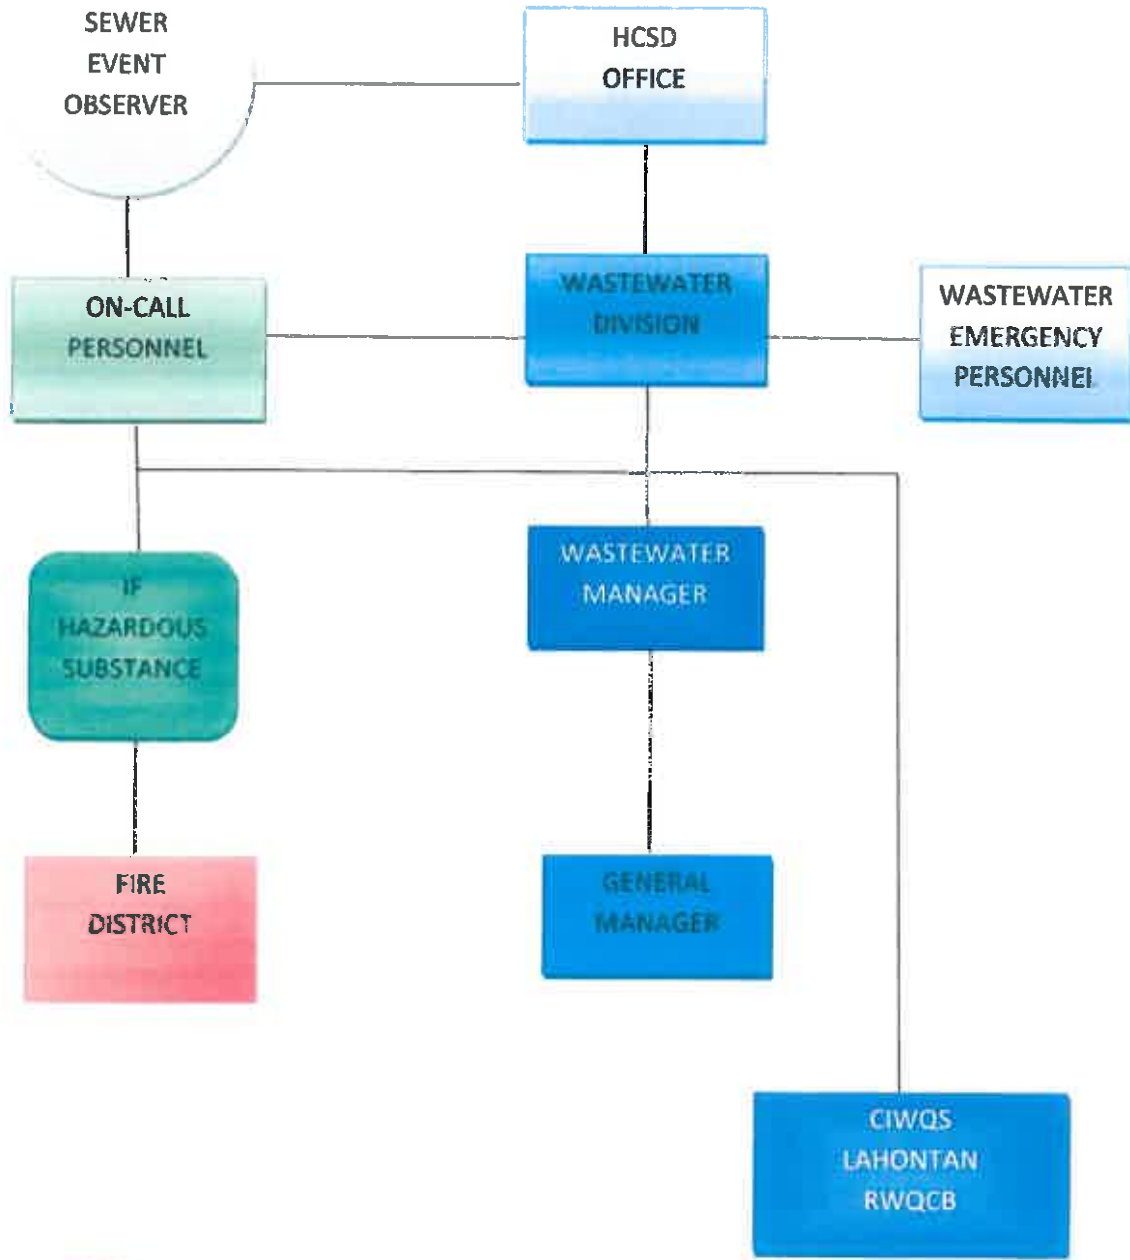 SEWER
EVENT
OBSERVER
HCSD
OFFICE
ON-CALL
PERSONNEL
WASTEWATER
DIVISION
WASTEWATER
EMERGENCY
PERSONNEL
IF
HAZARDOUS
SUBSTANCE
WASTEWATER
MANAGER
FIRE
DISTRICT
GENERAL
MANAGER
CIWQS
LAHONTAN
RWQCB